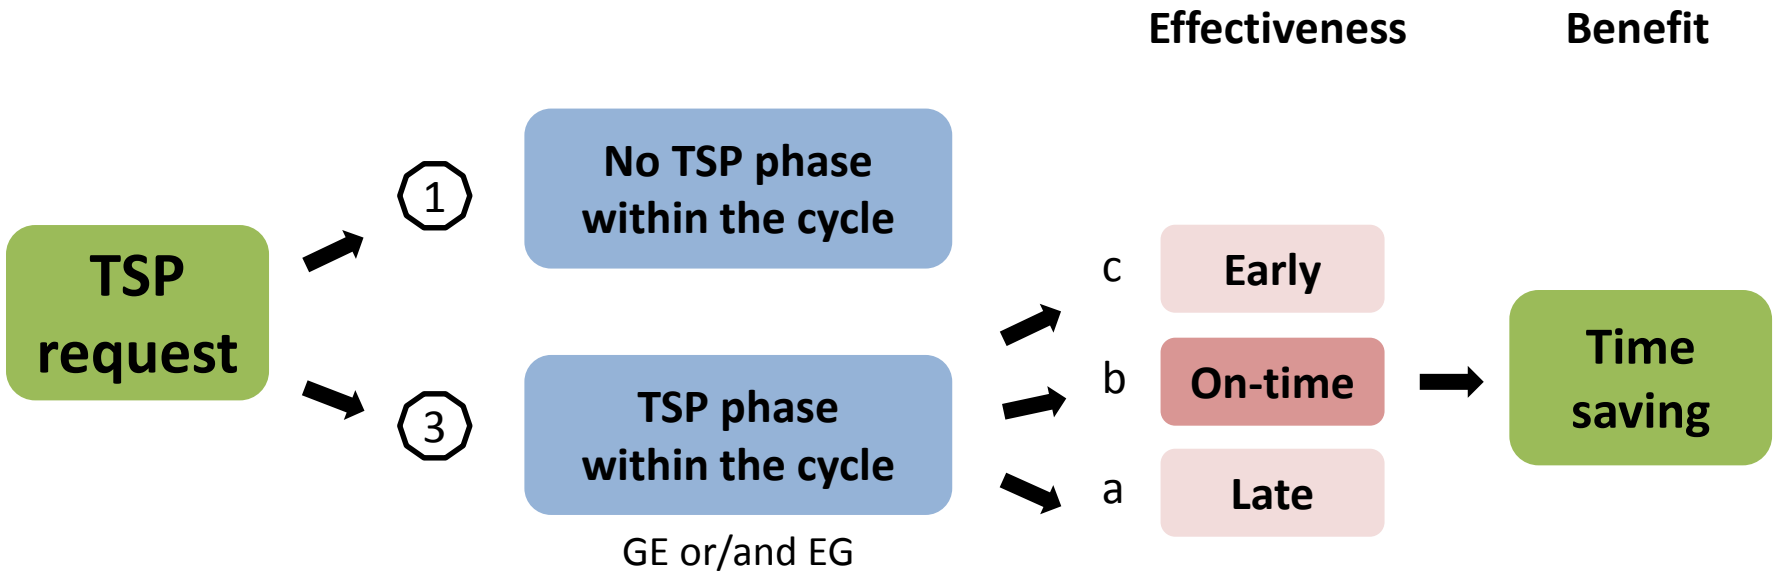 Effectiveness
Benefit
TSP
request
1
No TSP phase
within the cycle
3
TSP phase
within the cycle
GE or/and EG
c
Early
b
On-time
a
Late
Time
saving